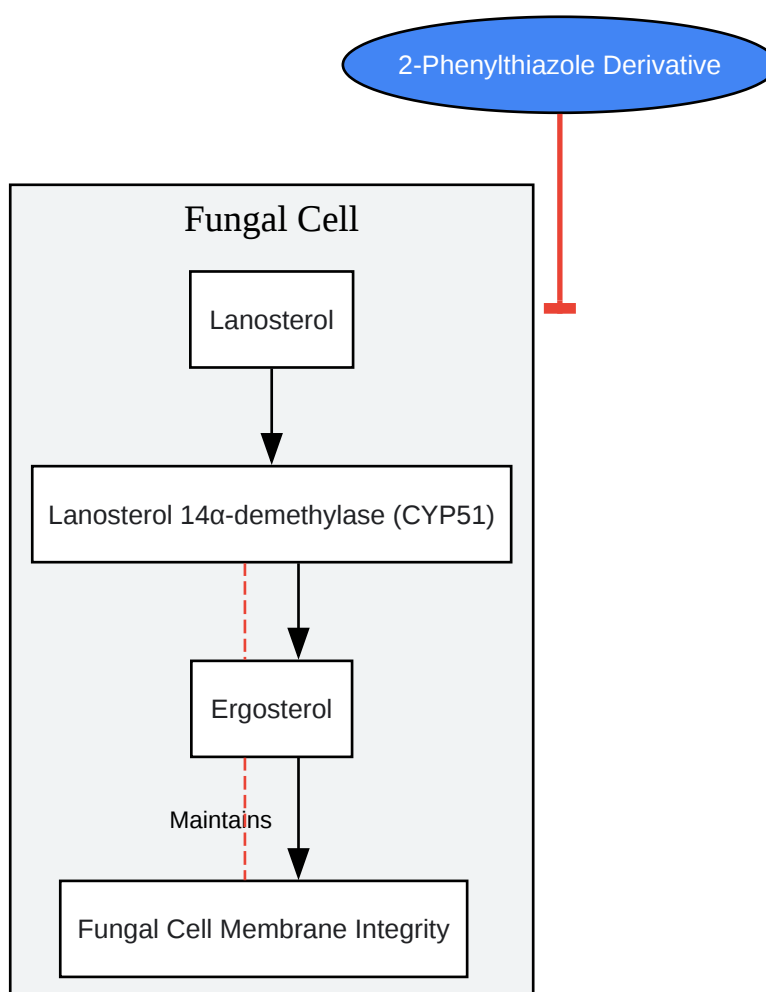 2-Phenylthiazole Derivative
Fungal Cell
Lanosterol
Lanosterol 14α-demethylase (CYP51)
Ergosterol
Maintains
Fungal Cell Membrane Integrity